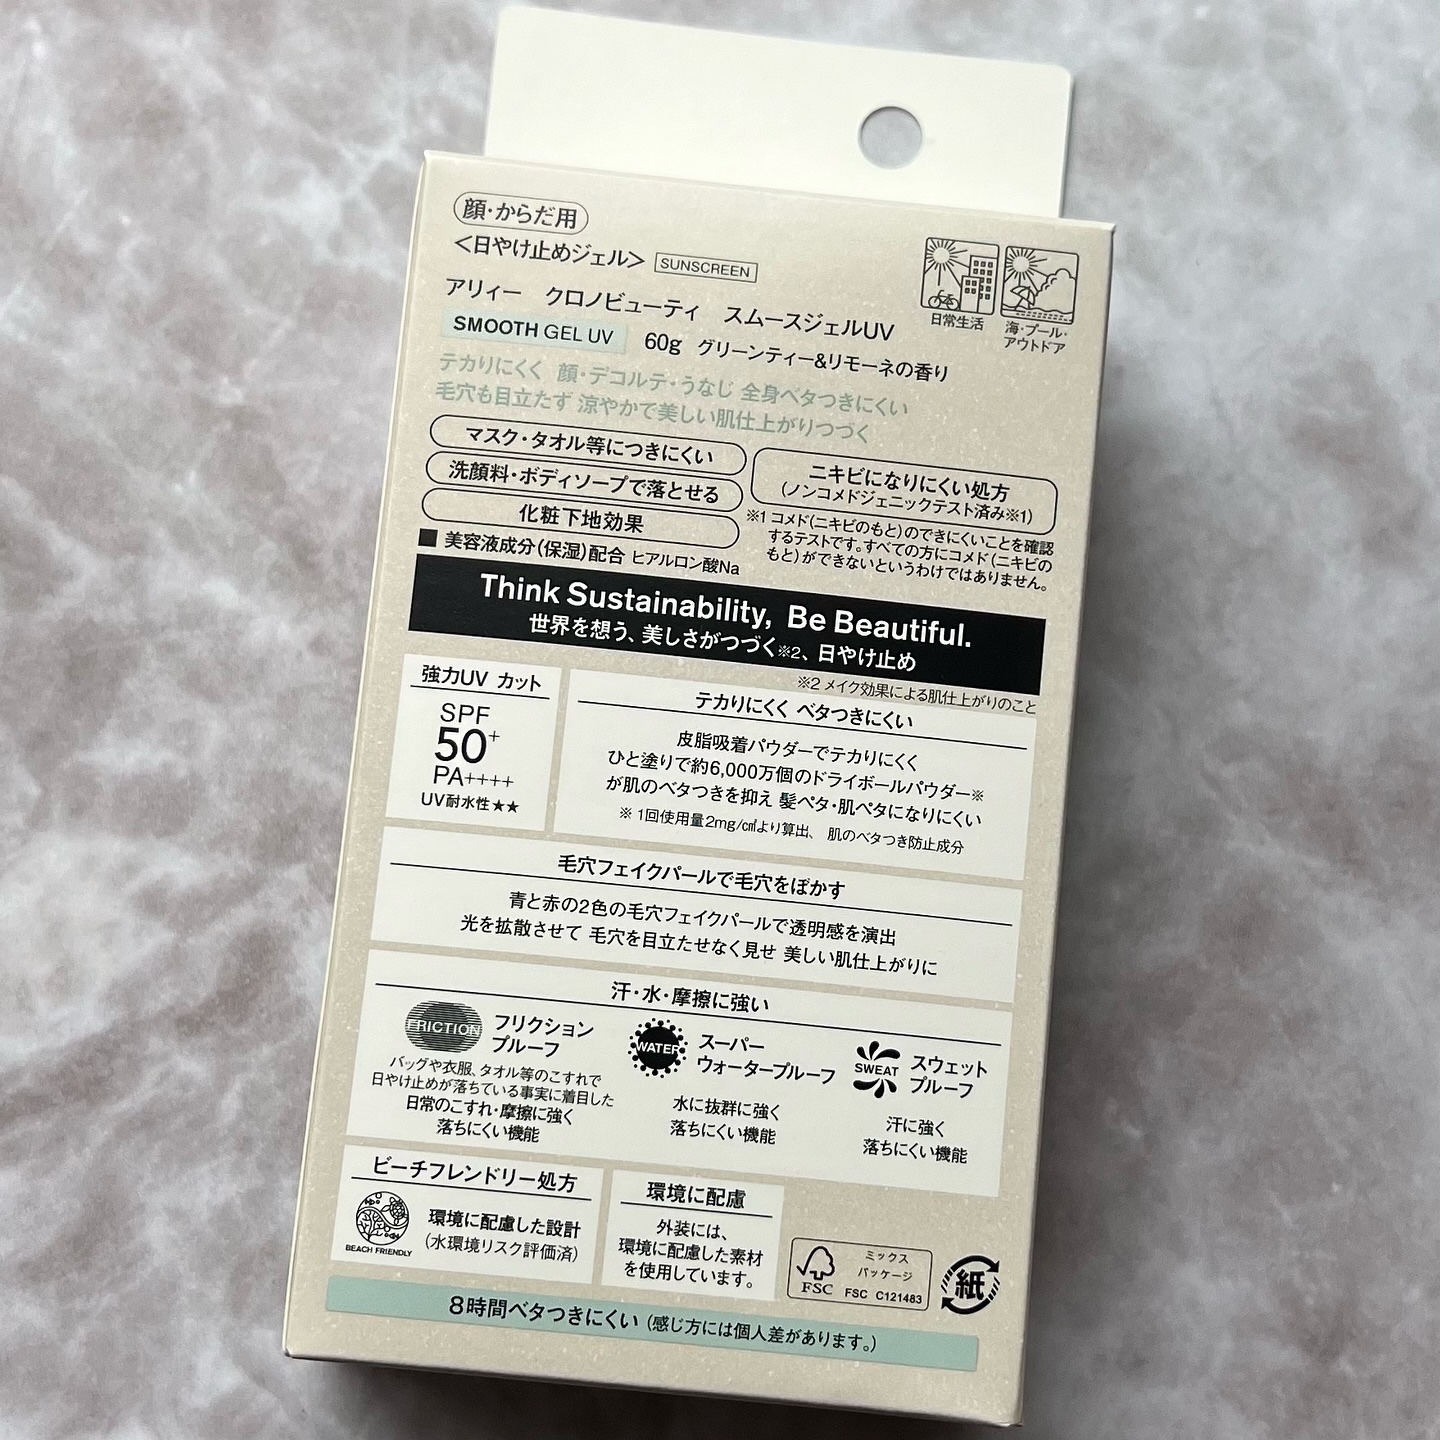 顔・からだ用
<日やけ止めジェル> SUNSCREEN
アリィー クロノビューティ スムースジェルUV
SMOOTH GEL UV 60g グリーンティー&リモーネの香り
日常生活
海・プール・
アウトドア
テカりにくく 顔・デコルテ・うなじ 全身ベタつきにくい
毛穴も目立たず 涼やかで美しい肌仕上がりつづく
マスク・タオル等につきにくい
洗顔料・ボディソープで落とせる
化粧下地効果
■美容液成分(保湿)配合 ヒアルロン酸Na
ニキビになりにくい処方
(ノンコメドジェニックテスト済み※1)
※1 コメド(ニキビのもと)のできにくいことを確認
するテストです。すべての方にコメド(ニキビの
もと)ができないというわけではありません。
Think Sustainability, Be Beautiful.
世界を想う、美しさがつづく※2、日やけ止め
※2 メイク効果による肌仕上がりのこと
強力UV カット
SPF
50+
PA++++
UV耐水性★★
テカりにくく ベタつきにくい
皮脂吸着パウダーでテカりにくく
ひと塗りで約6,000万個のドライボールパウダー※
が肌のベタつきを抑え 髪ペタ・肌ペタになりにくい
※ 1回使用量2mg/c㎡より算出、 肌のベタつき防止成分
毛穴フェイクパールで毛穴をぼかす
青と赤の2色の毛穴フェイクパールで透明感を演出
光を拡散させて 毛穴を目立たせなく見せ 美しい肌仕上がりに
汗・水・摩擦に強い
FRICTION
フリクション
プルーフ
バッグや衣服、タオル等のこすれで
日やけ止めが落ちている事実に着目した
日常のこすれ・摩擦に強く
落ちにくい機能
WATER
スーパー
ウォータープルーフ
水に抜群に強く
落ちにくい機能
SWEAT
スウェット
プルーフ
汗に強く
落ちにくい機能
ビーチフレンドリー処方
BEACH FRIENDLY
環境に配慮した設計
(水環境リスク評価済)
環境に配慮
外装には、
環境に配慮した素材
を使用しています。
FSC
ミックス
パッケージ
FSC C121483
紙
8時間ベタつきにくい (感じ方には個人差があります。)